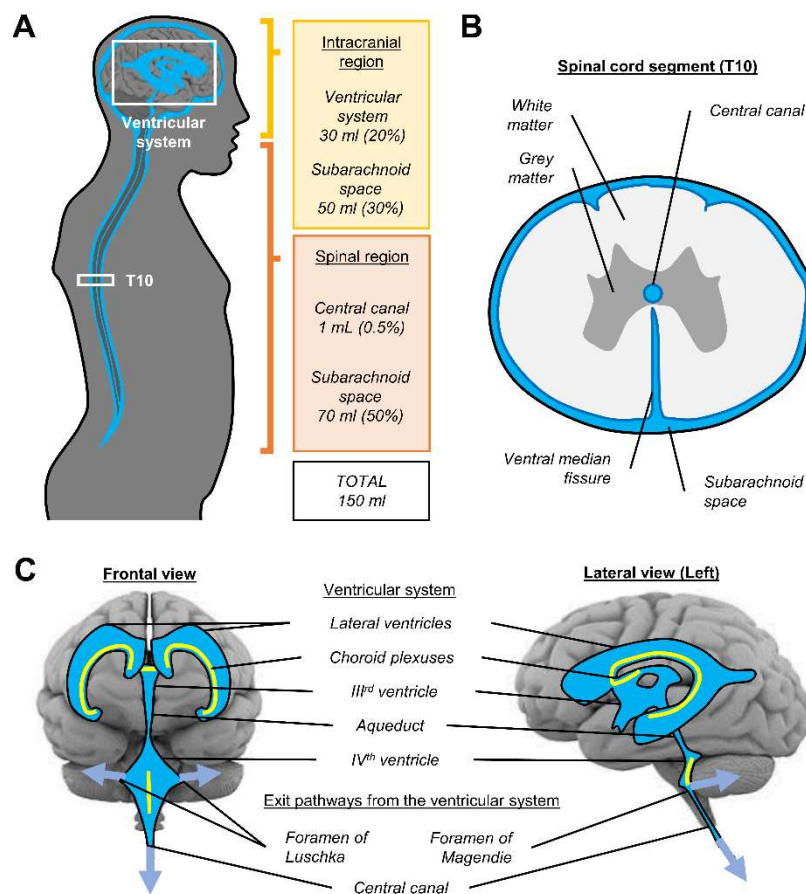 A
Ventricular
system
T10
Intracranial
region
Ventricular
system
30 ml (20%)
Subarachnoid
space
50 ml (30%)
Spinal region
Central canal
1 mL (0.5%)
Subarachnoid
space
70 ml (50%)
TOTAL
150 ml
B
Spinal cord segment (T10)
White
matter
Central canal
Grey
matter
Ventral median
fissure
Subarachnoid
space
C
Frontal view
Lateral view (Left)
Ventricular system
Lateral ventricles
Choroid plexuses
IIIrd ventricle
Aqueduct
IVth ventricle
Exit pathways from the ventricular system
Foramen of
Luschka
Foramen of
Magendie
Central canal